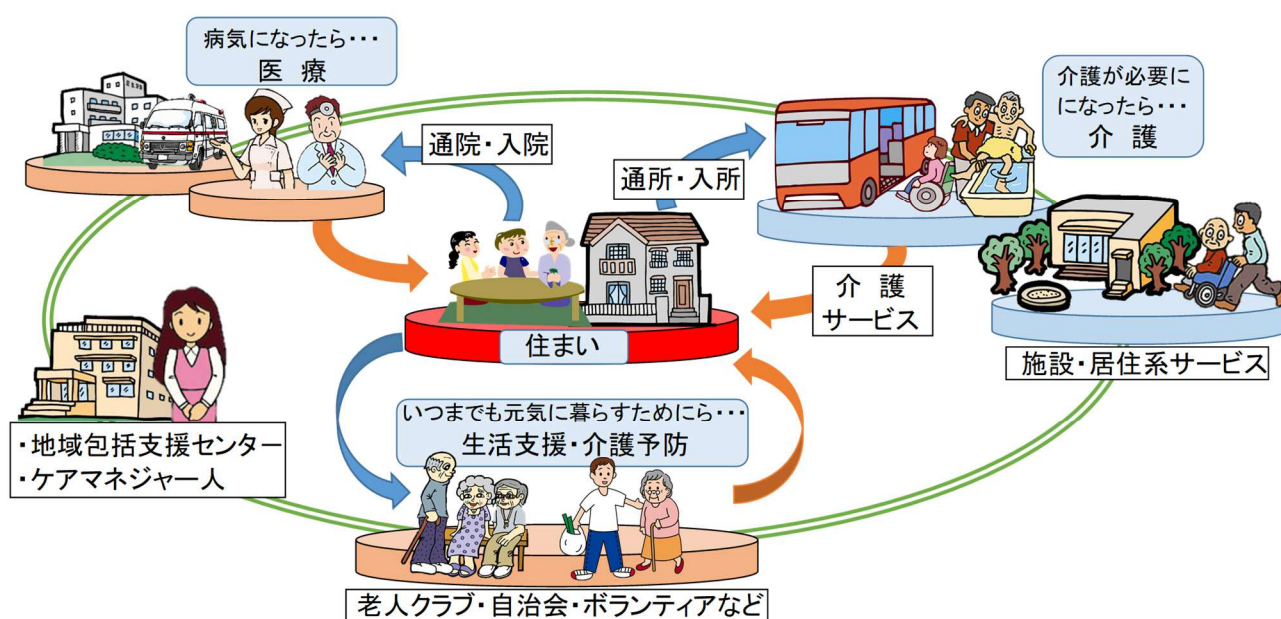 病気になったら・・・
医 療
介護が必要に
になったら・・・
介 護
通院・入院
通所・入所
介 護
サービス
住まい
施設・居住系サービス
いつまでも元気に暮らすためにら・・・
生活支援・介護予防
・地域包括支援センター
・ケアマネジャー人
老人クラブ・自治会・ボランティアなど